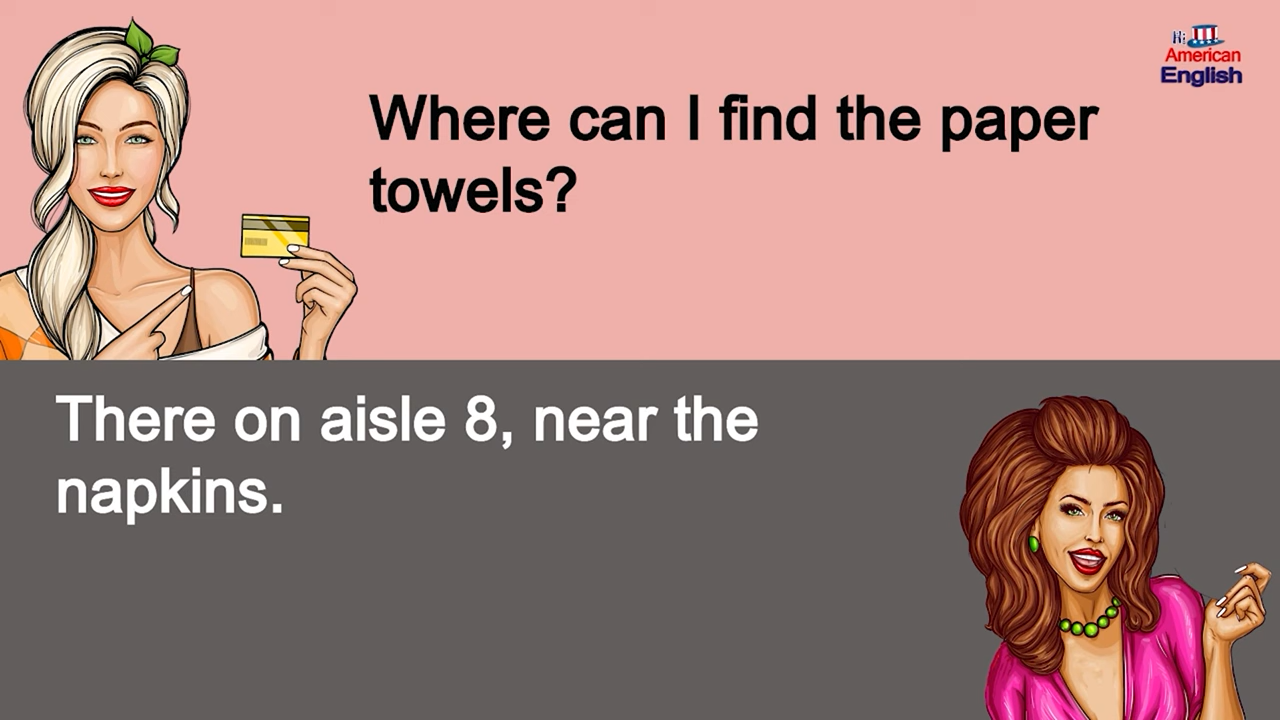 Hi
American
English
Where can I find the paper
towels?
There on aisle 8, near the
napkins.